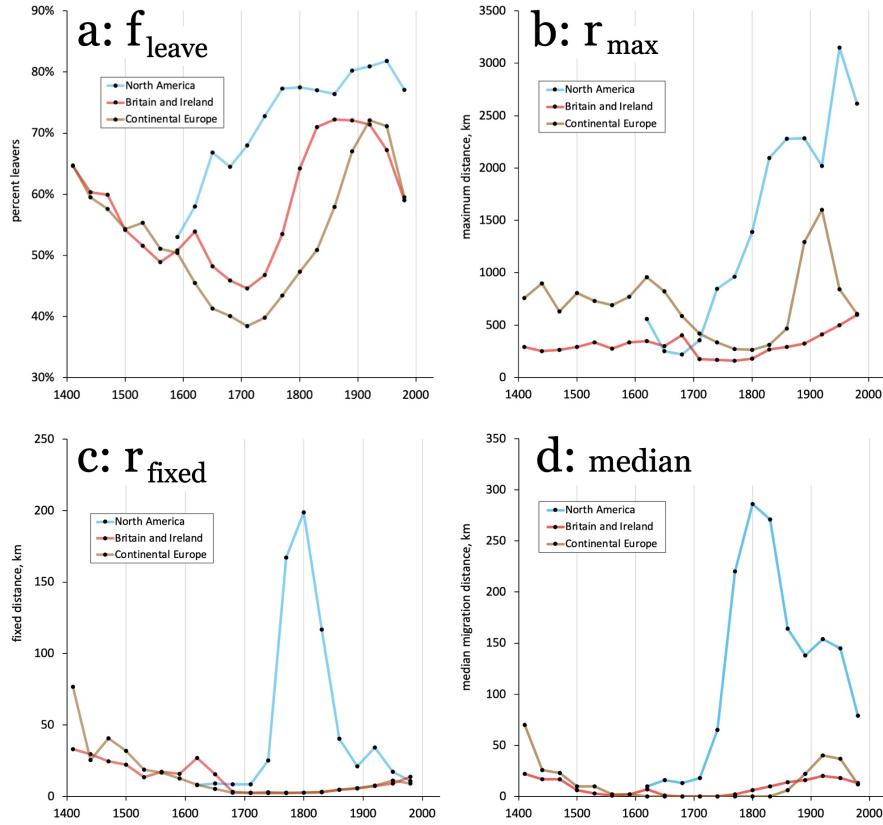 a: f leave
90%
80%
70%
60%
50%
40%
30%
percent leavers
North America
Britain and Ireland
Continental Europe
1400 1500 1600 1700 1800 1900 2000
b: r max
3500
3000
2500
2000
1500
1000
500
0
maximum distance, km
North America
Britain and Ireland
Continental Europe
1400 1500 1600 1700 1800 1900 2000
c: r fixed
250
200
150
100
50
0
fixed distance, km
North America
Britain and Ireland
Continental Europe
1400 1500 1600 1700 1800 1900 2000
d: median
350
300
250
200
150
100
50
0
median migration distance, km
North America
Britain and Ireland
Continental Europe
1400 1500 1600 1700 1800 1900 2000